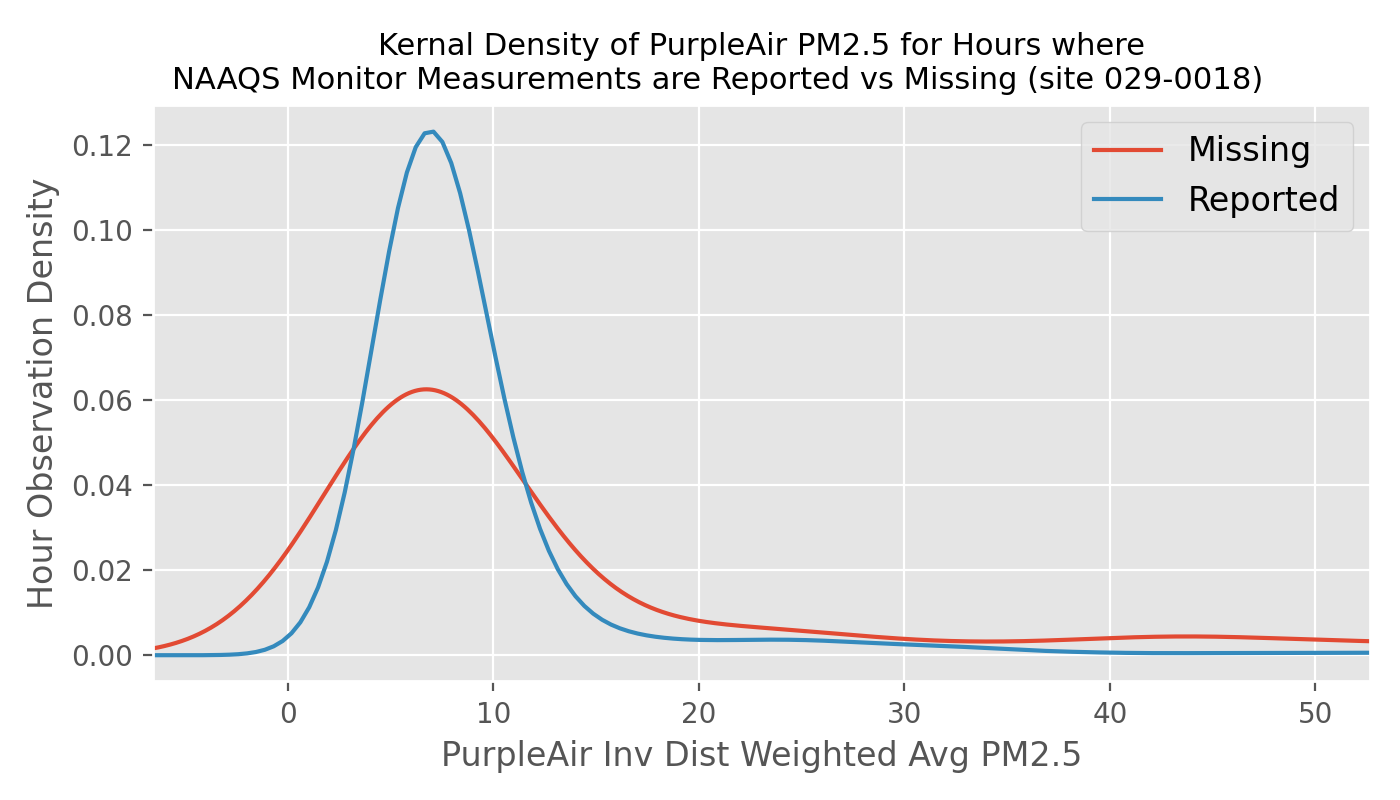 Kernal Density of PurpleAir PM2.5 for Hours where
NAAQS Monitor Measurements are Reported vs Missing (site 029-0018)
Missing
Reported
Hour Observation Density
0.12
0.10
0.08
0.06
0.04
0.02
0.00
0 10 20 30 40 50
PurpleAir Inv Dist Weighted Avg PM2.5